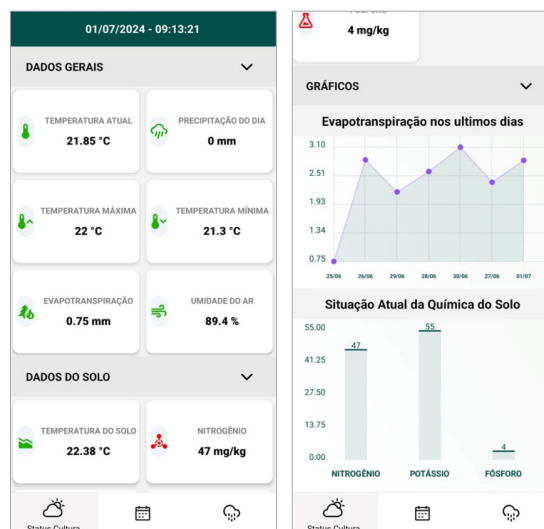 01/07/2024 - 09:13:21
DADOS GERAIS
TEMPERATURA ATUAL
21.85 °C
PRECIPITAÇÃO DO DIA
0 mm
TEMPERATURA MÁXIMA
22 °C
TEMPERATURA MÍNIMA
21.3 °C
EVAPOTRANSPIRAÇÃO
0.75 mm
UMIDADE DO AR
89.4 %
DADOS DO SOLO
TEMPERATURA DO SOLO
22.38 °C
NITROGÊNIO
47 mg/kg
Status Cultura
4 mg/kg
GRÁFICOS
Evapotranspiração nos ultimos dias
3.10
2.51
1.93
1.34
0.75
25/06 26/06 29/06 28/06 30/06 27/06 01/07
Situação Atual da Química do Solo
55.00
41.25
27.50
13.75
0.00
47
55
4
NITROGÊNIO POTÁSSIO FÓSFORO
Status Cultura